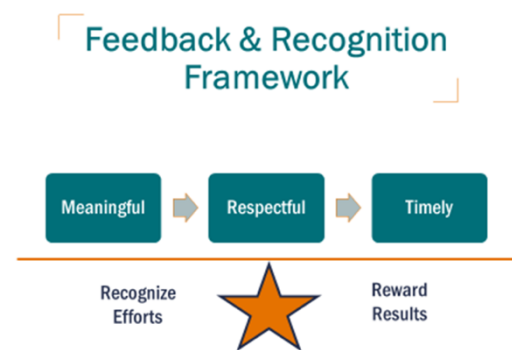 Feedback & Recognition
Framework
Meaningful
Respectful
Timely
Recognize
Efforts
Reward
Results